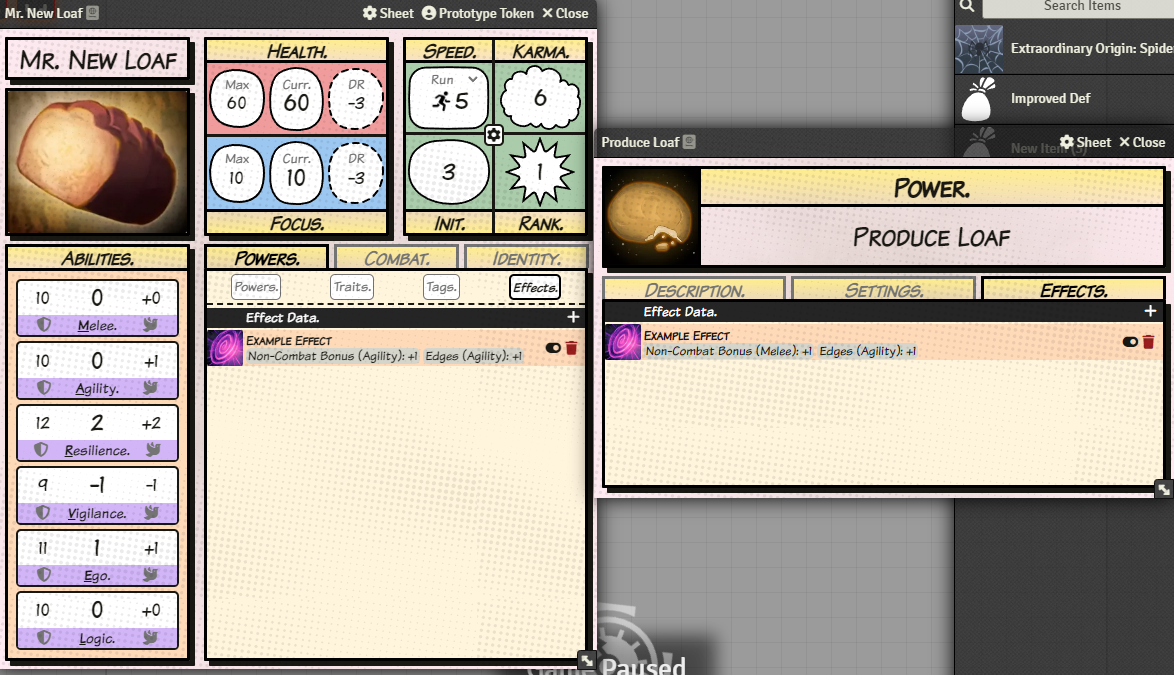 Mr. New Loaf
Sheet
Prototype Token
Close
Mr. New Loaf
Health.
Max
60
Curr.
60
DR
-3
Max
10
Curr.
10
DR
-3
Focus.
Speed.
Karma.
Run
5
6
3
1
Init.
Rank.
Abilities.
10
0
+0
Melee.
10
0
+1
Agility.
12
2
+2
Resilience.
9
-1
-1
Vigilance.
11
1
+1
Ego.
10
0
+0
Logic.
Powers.
Combat.
Identity.
Powers.
Traits.
Tags.
Effects.
Effect Data.
+
Example Effect
Non-Combat Bonus (Agility): +1 Edges (Agility): +1
Search Items
Extraordinary Origin: Spide
Improved Def
New Item (3)
Produce Loaf
Sheet
Close
Power.
Produce Loaf
Description.
Settings.
Effects.
Effect Data.
+
Example Effect
Non-Combat Bonus (Melee): +1 Edges (Agility): +1
Game Paused